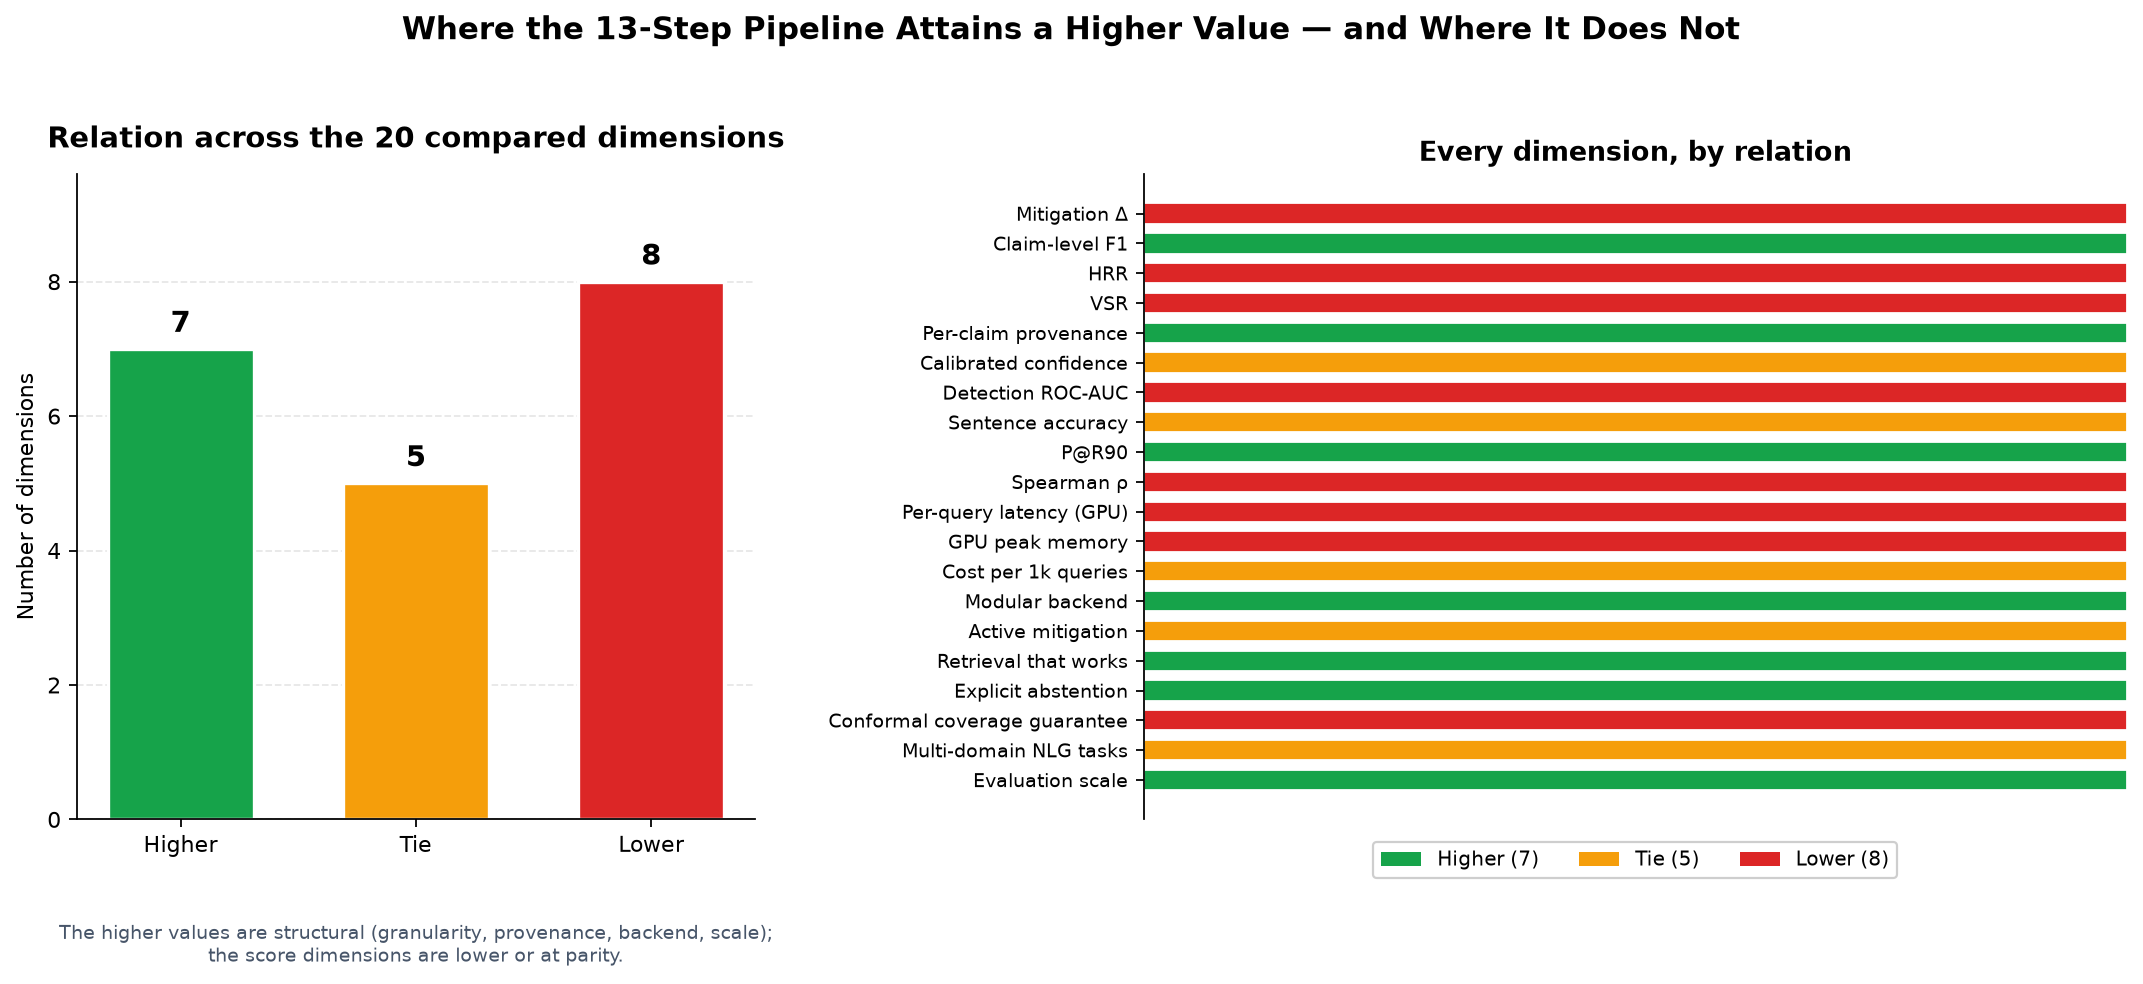 Where the 13-Step Pipeline Attains a Higher Value — and Where It Does Not
Relation across the 20 compared dimensions
Number of dimensions
8
6
4
2
0
7
5
8
Higher
Tie
Lower
The higher values are structural (granularity, provenance, backend, scale);
the score dimensions are lower or at parity.
Every dimension, by relation
Mitigation Δ
Claim-level F1
HRR
VSR
Per-claim provenance
Calibrated confidence
Detection ROC-AUC
Sentence accuracy
P@R90
Spearman ρ
Per-query latency (GPU)
GPU peak memory
Cost per 1k queries
Modular backend
Active mitigation
Retrieval that works
Explicit abstention
Conformal coverage guarantee
Multi-domain NLG tasks
Evaluation scale
Higher (7)
Tie (5)
Lower (8)